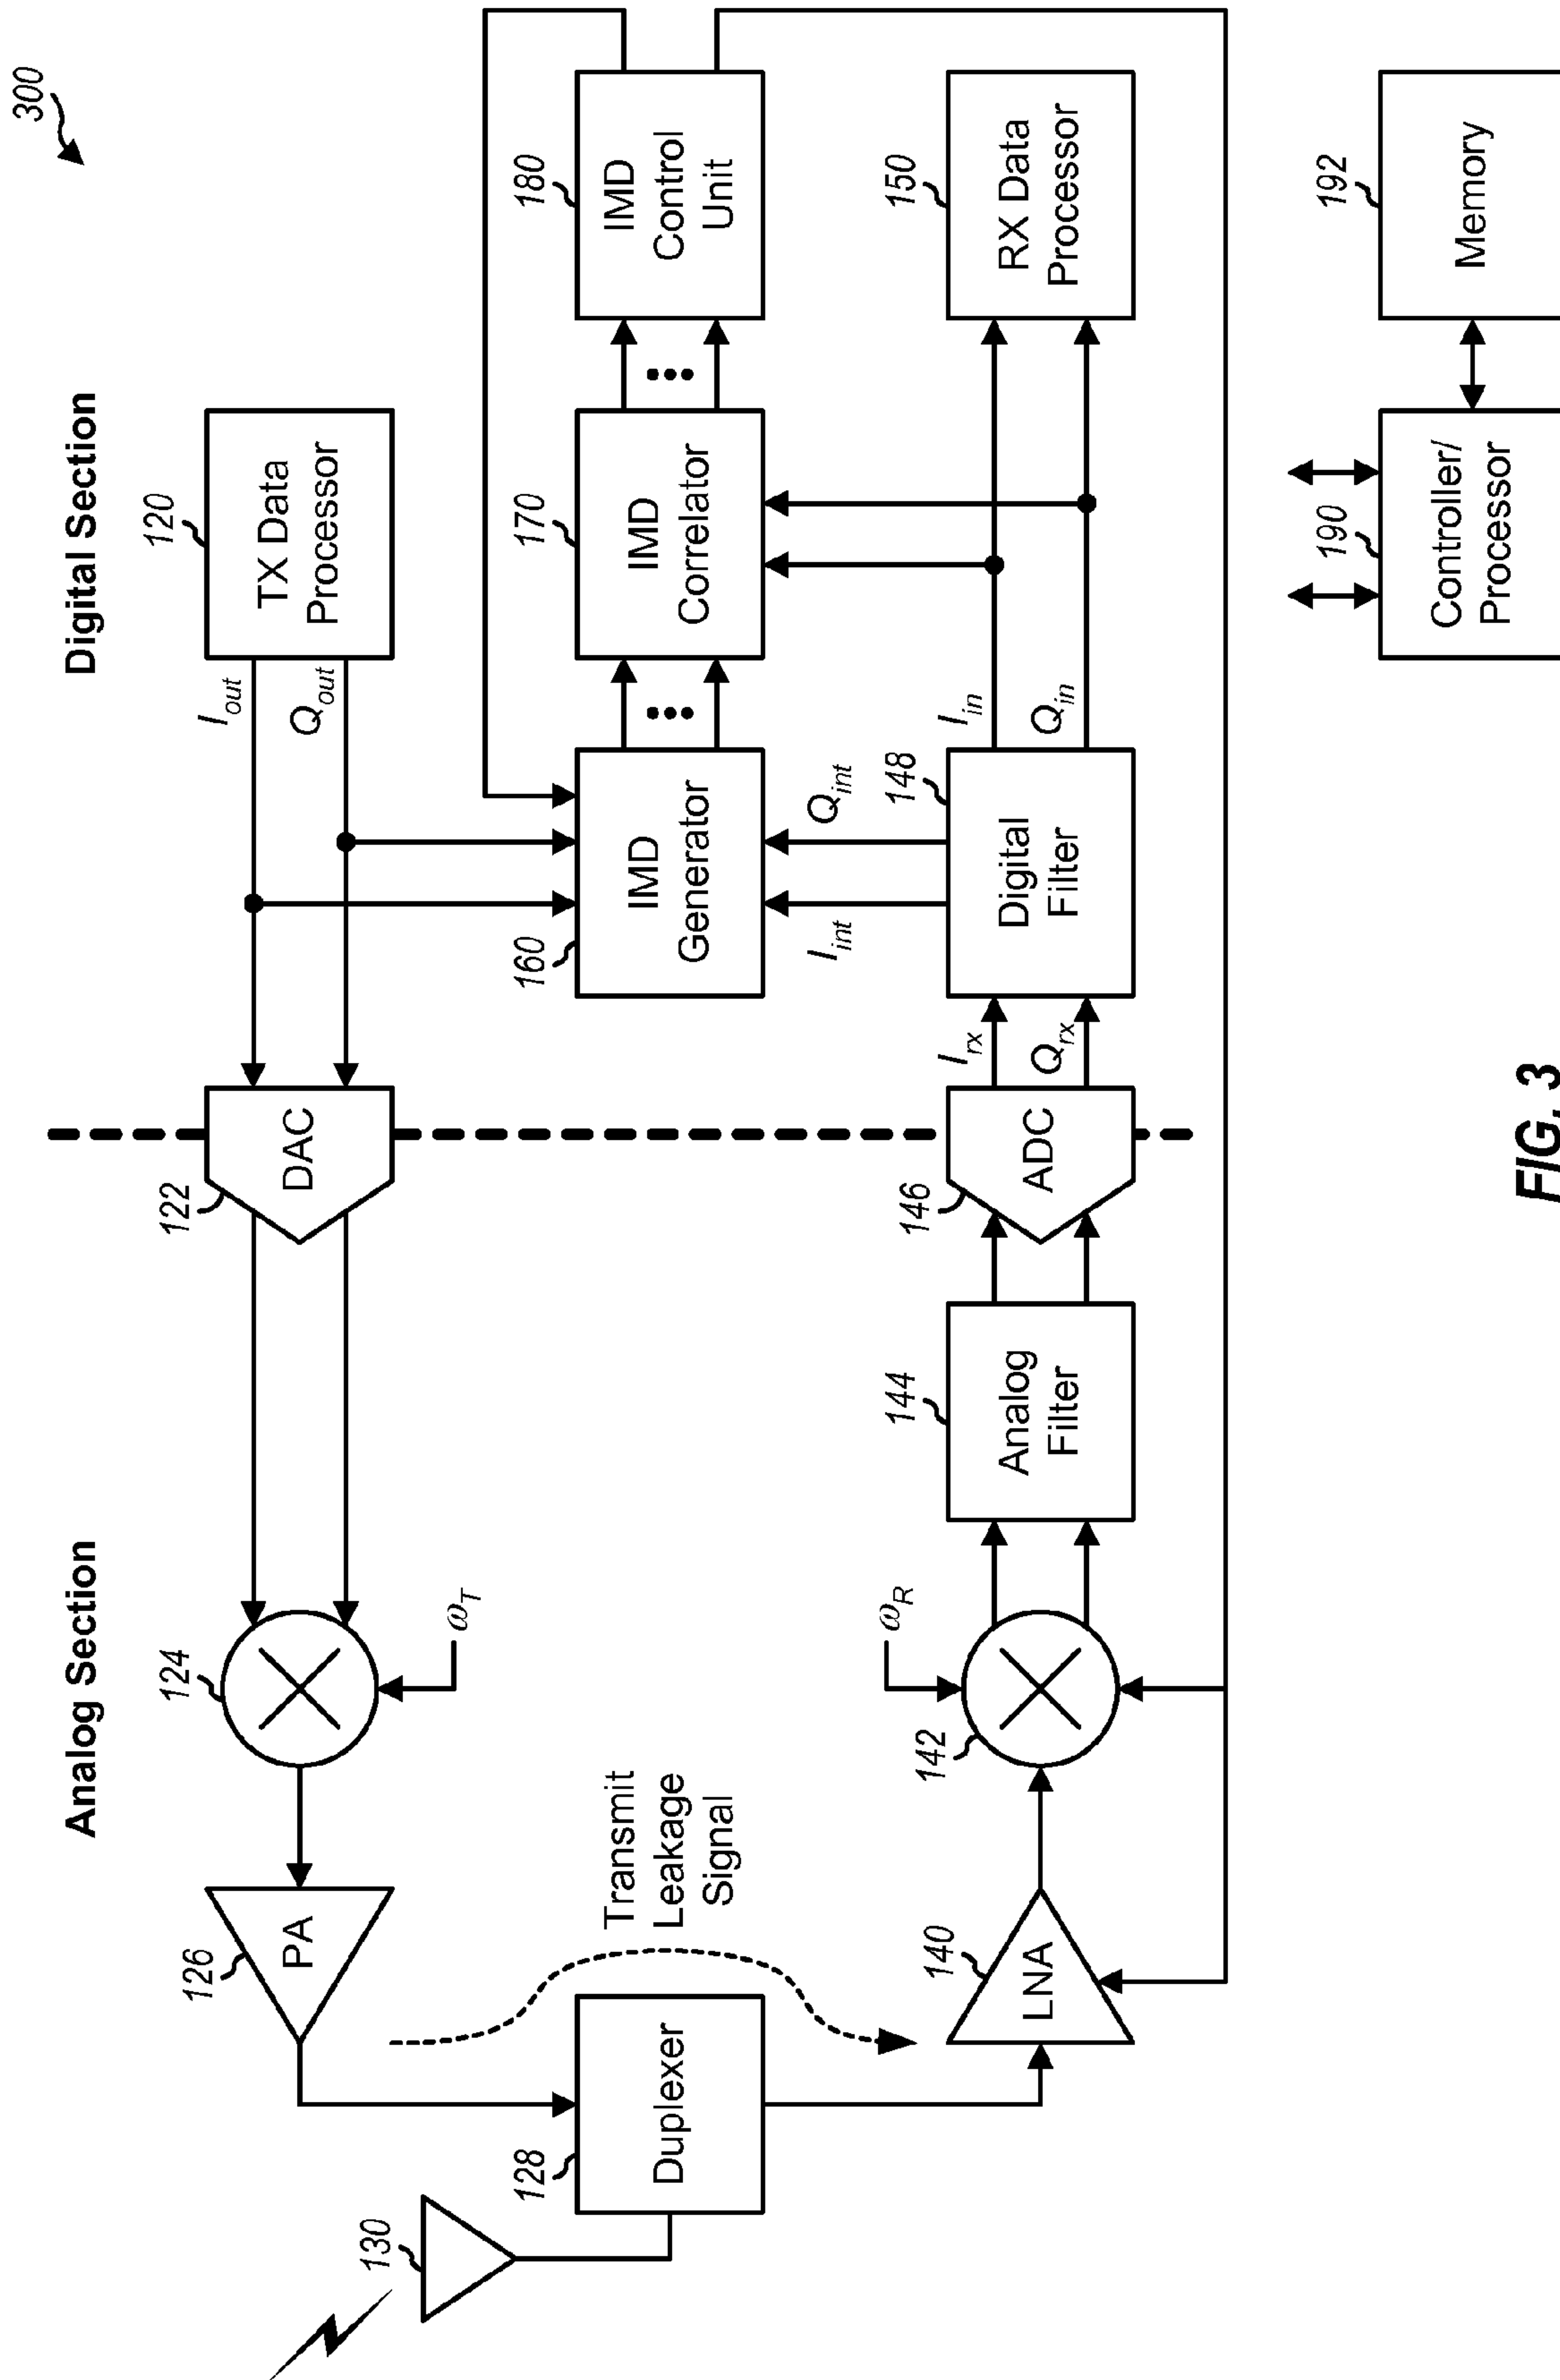 300
Analog Section
Digital Section
120
TX Data
Processor
I_out
Q_out
122
DAC
124
ω_T
126
PA
130
128
Duplexer
Transmit
Leakage
Signal
160
IMD
Generator
170
IMD
Correlator
180
IMD
Control
Unit
I_int
Q_int
140
LNA
142
ω_R
144
Analog
Filter
146
ADC
I_rx
Q_rx
148
Digital
Filter
I_in
Q_in
150
RX Data
Processor
190
Controller/
Processor
192
Memory
FIG. 3